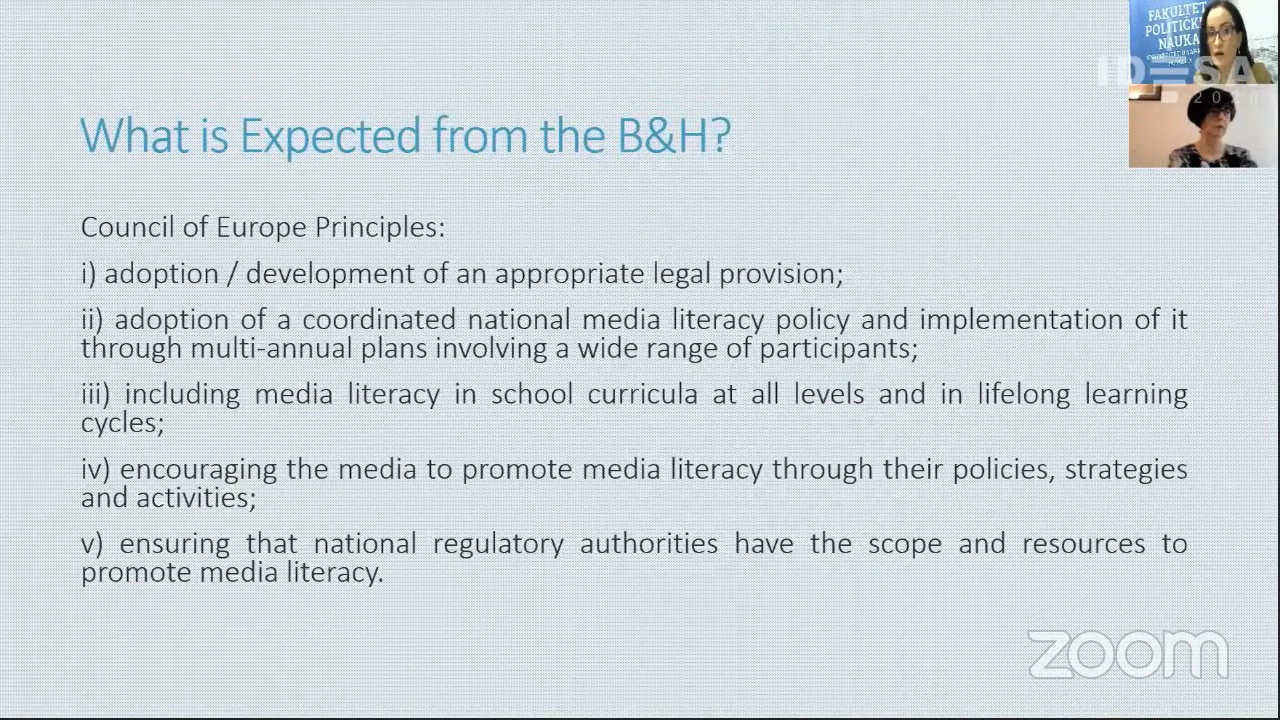 FAKULTET
POLITIČKIH
NAUKA
IDESA
2020
What is Expected from the B&H?
Council of Europe Principles:
i) adoption / development of an appropriate legal provision;
ii) adoption of a coordinated national media literacy policy and implementation of it
through multi-annual plans involving a wide range of participants;
iii) including media literacy in school curricula at all levels and in lifelong learning
cycles;
iv) encouraging the media to promote media literacy through their policies, strategies
and activities;
v) ensuring that national regulatory authorities have the scope and resources to
promote media literacy.
zoom